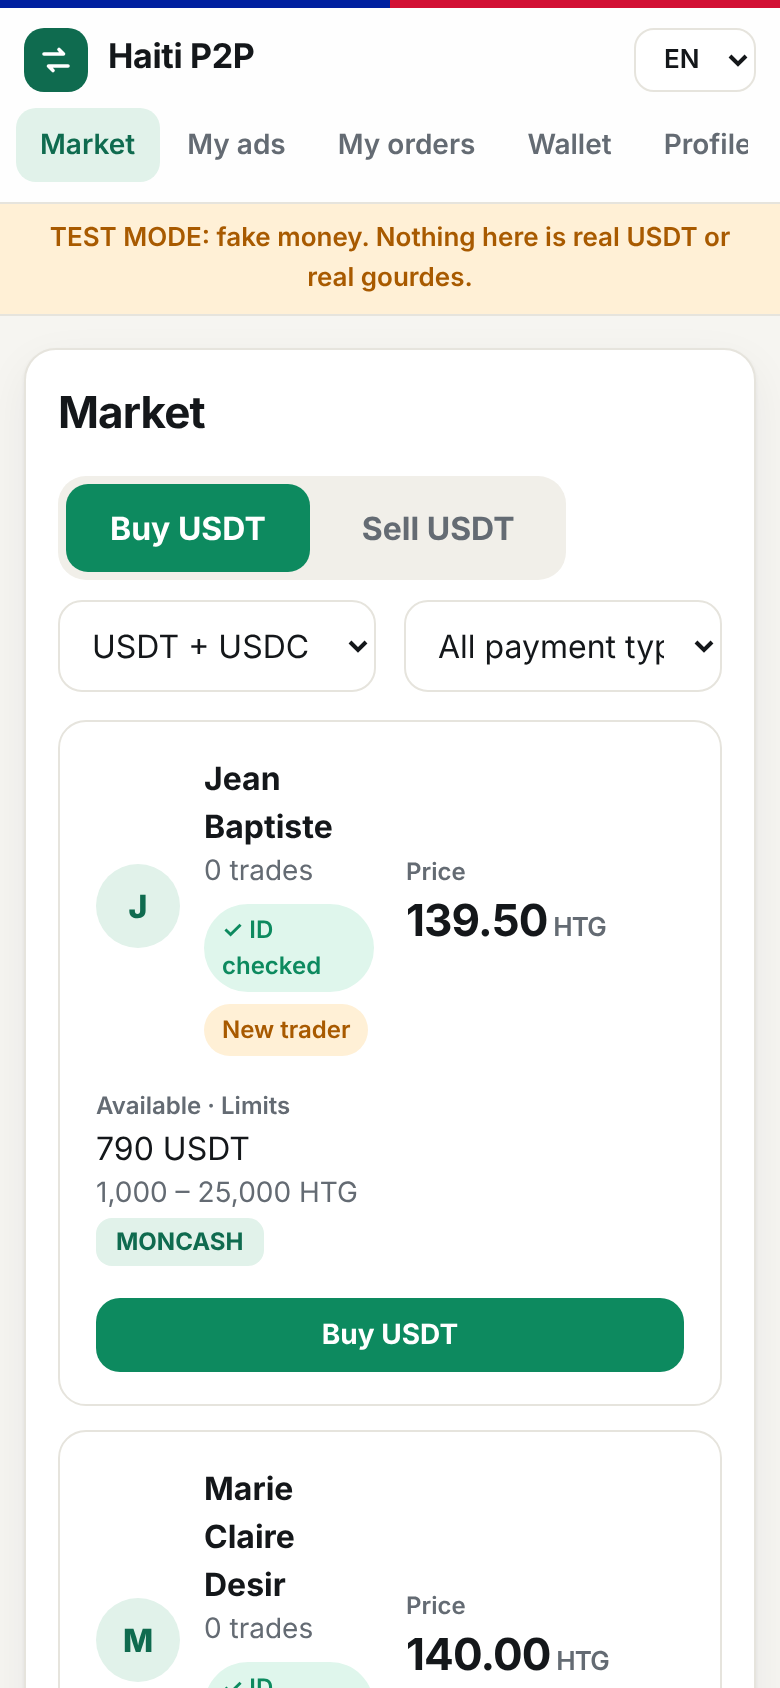 Haiti P2P
EN
Market
My ads
My orders
Wallet
Profile
TEST MODE: fake money. Nothing here is real USDT or
real gourdes.
Market
Buy USDT
Sell USDT
USDT + USDC
All payment typ
J
Jean
Baptiste
0 trades
✓ ID
checked
New trader
Price
139.50 HTG
Available · Limits
790 USDT
1,000 – 25,000 HTG
MONCASH
Buy USDT
M
Marie
Claire
Desir
0 trades
✓ ID
Price
140.00 HTG